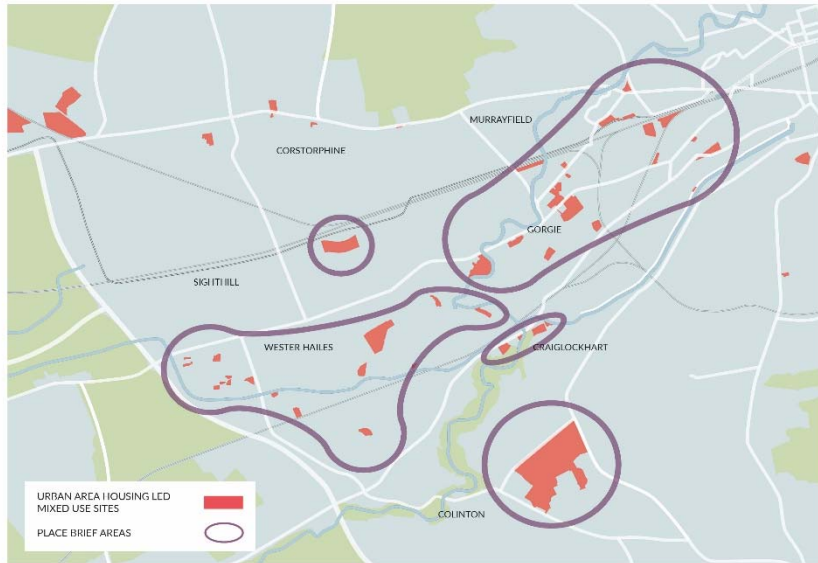 MURRAYFIELD
CORSTORPHINE
GORGIE
SIGHTHILL
WESTER HAILES
CRAIGLOCKHART
COLINTON
URBAN AREA HOUSING LED
MIXED USE SITES
PLACE BRIEF AREAS